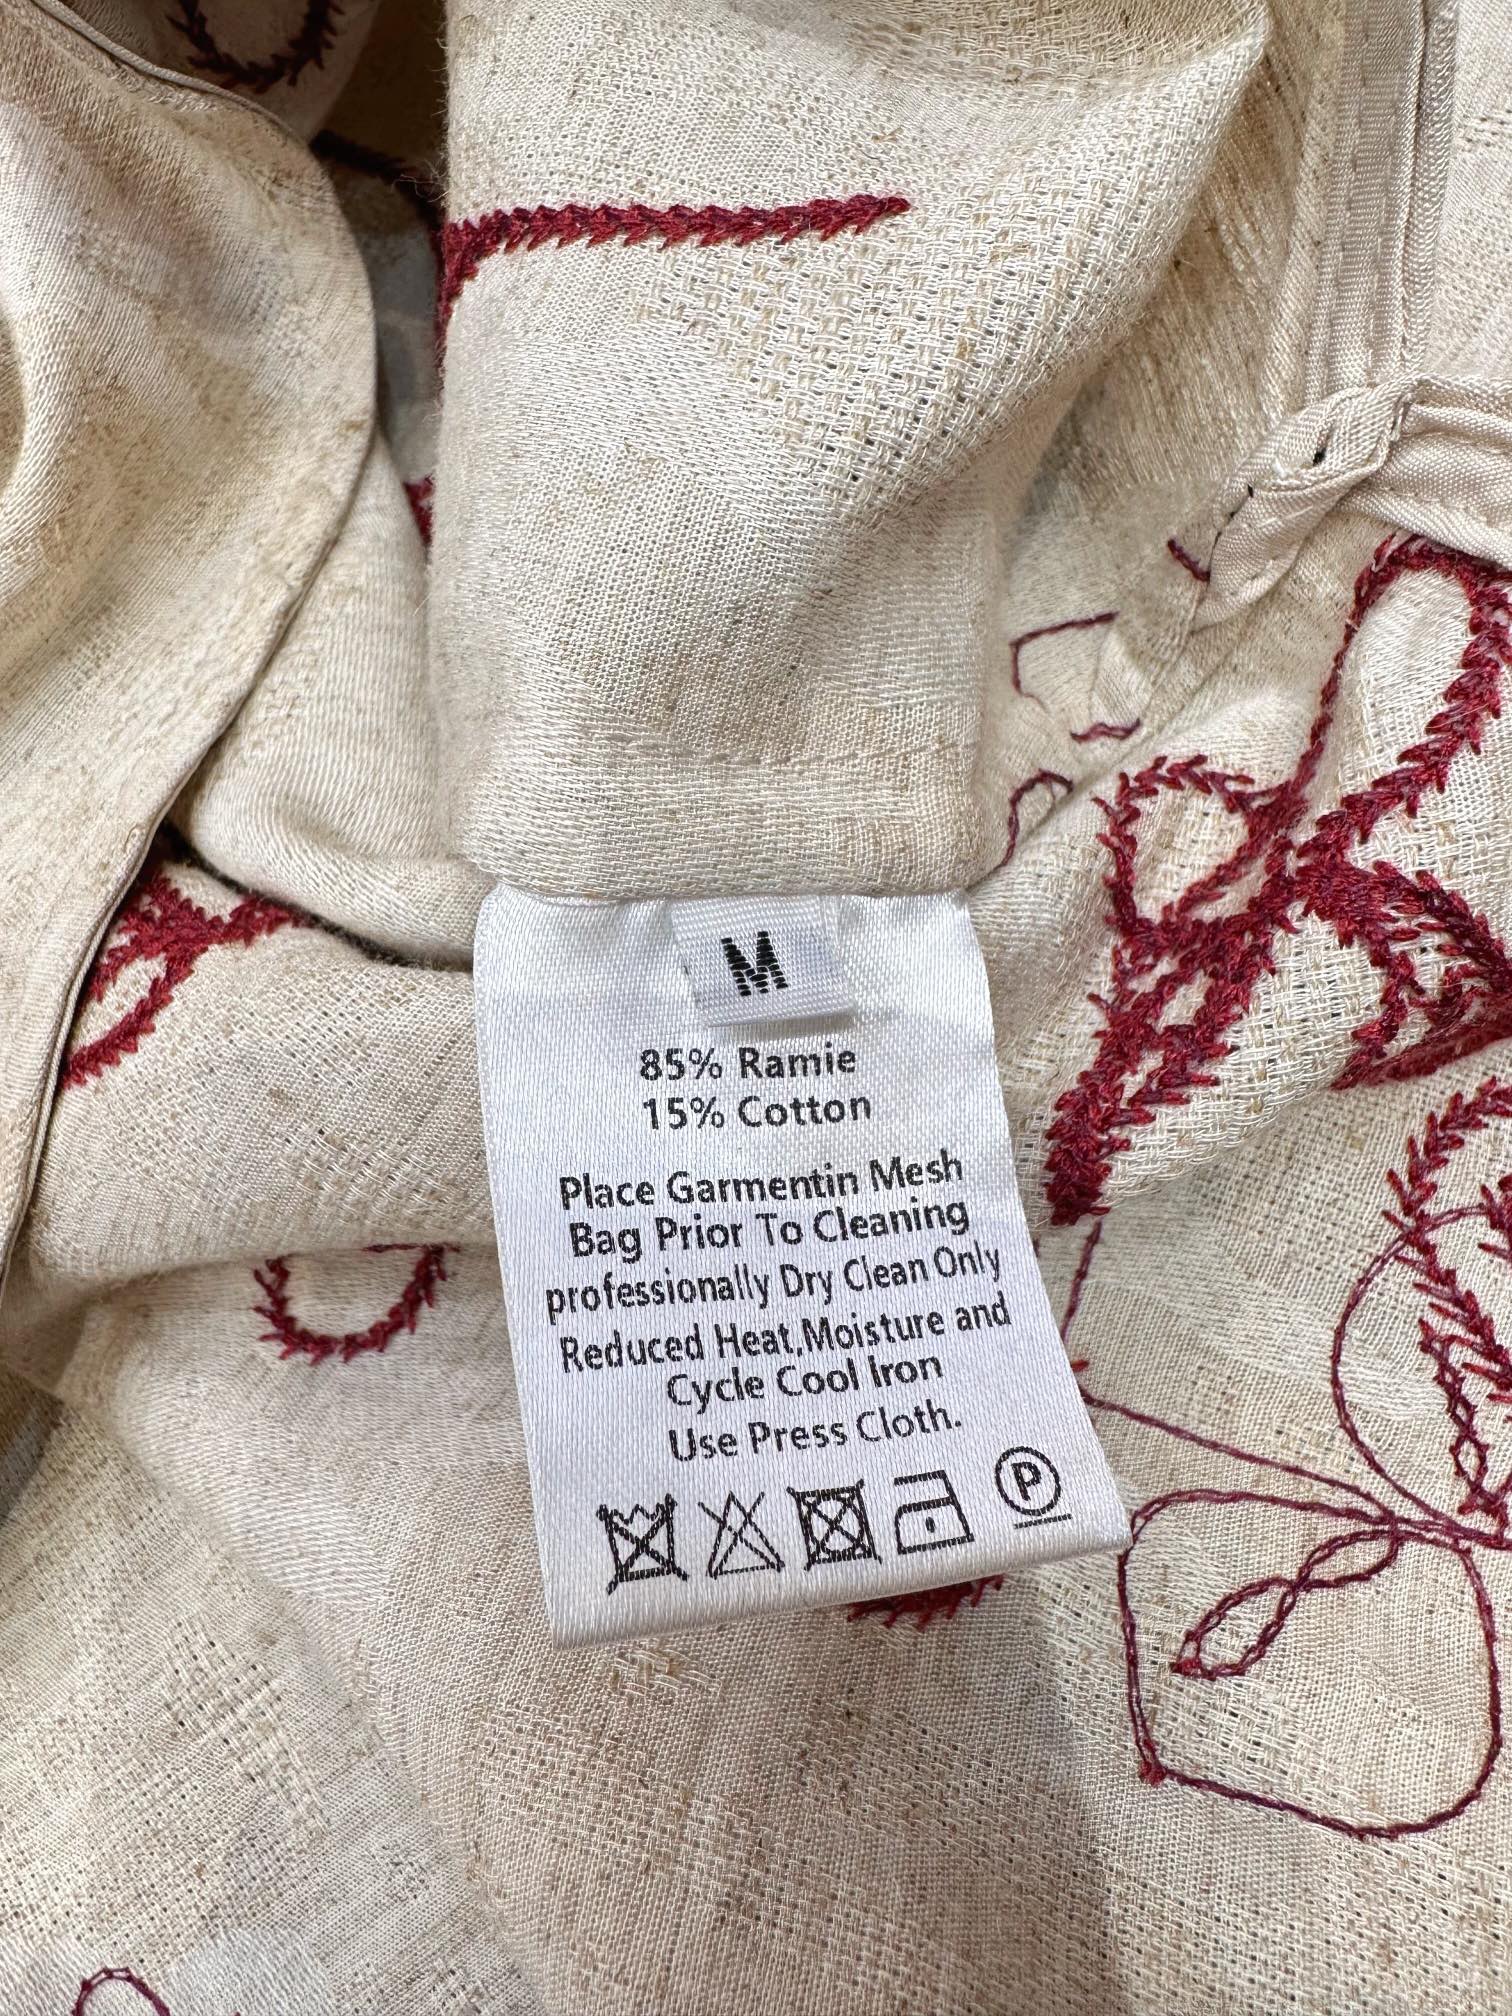 M
85% Ramie
15% Cotton
Place Garmentin Mesh
Bag Prior To Cleaning
professionally Dry Clean Only
Reduced Heat,Moisture and
Cycle Cool Iron
Use Press Cloth.
P